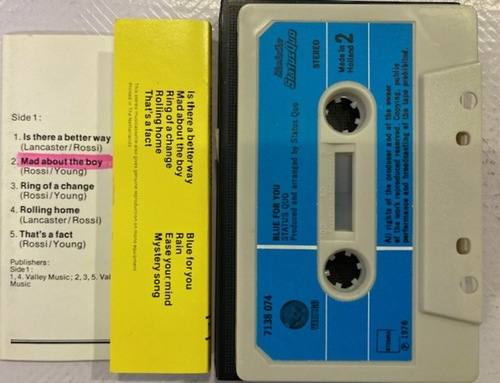 Side 1:
1. Is there a better way
(Lancaster/Rossi)
2. Mad about the boy
(Rossi/Young)
3. Ring of a change
(Rossi/Young)
4. Rolling home
(Lancaster/Rossi)
5. That's a fact
(Rossi/Young)
Publishers:
Side 1:
1, 4. Valley Music; 2, 3, 5. Val
Music
Is there a better way
Mad about the boy
Ring of a change
Rolling home
That's a fact
Blue for you
Rain
Ease your mind
Mystery song
Status Quo
STEREO
Made in
Holland
2
BLUE FOR YOU
STATUS QUO
Produced and arranged by Status Quo
7138 074
All rights of the producer and of the owner
of the work reproduced reserved. Copying, public
performance and broadcasting of this tape prohibited.
STEMRA
℗ 1976